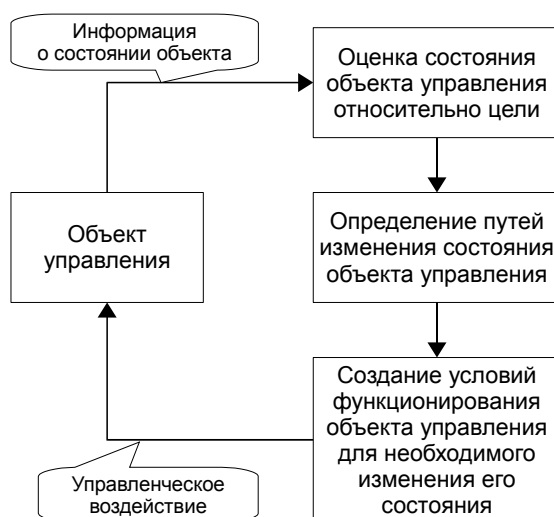 Информация
о состоянии объекта
Оценка состояния
объекта управления
относительно цели
Объект
управления
Определение путей
изменения состояния
объекта управления
Создание условий
функционирования
объекта управления
для необходимого
изменения его
состояния
Управленческое
воздействие